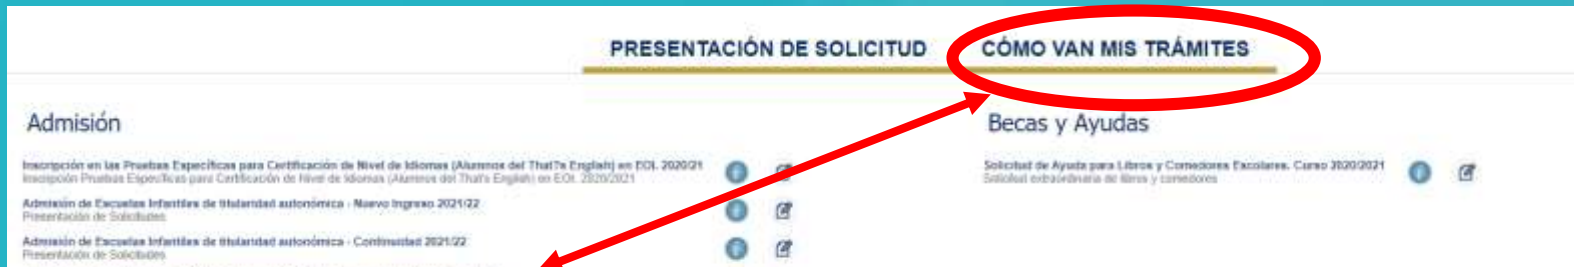 PRESENTACIÓN DE SOLICITUD
CÓMO VAN MIS TRÁMITES
Admisión
Inscripción en las Pruebas Específicas para Certificación de Nivel de Idiomas (Alumnos del That?s English) en EOI. 2020/21
Inscripción Pruebas Específicas para Certificación de Nivel de Idiomas (Alumnos del That's English) en EOI. 2020/2021
Admisión de Escuelas Infantiles de titularidad autonómica - Nuevo Ingreso 2021/22
Presentación de Solicitudes
Admisión de Escuelas Infantiles de titularidad autonómica - Continuidad 2021/22
Presentación de Solicitudes
Becas y Ayudas
Solicitud de Ayuda para Libros y Comedores Escolares. Curso 2020/2021
Solicitud extraordinaria de libros y comedores